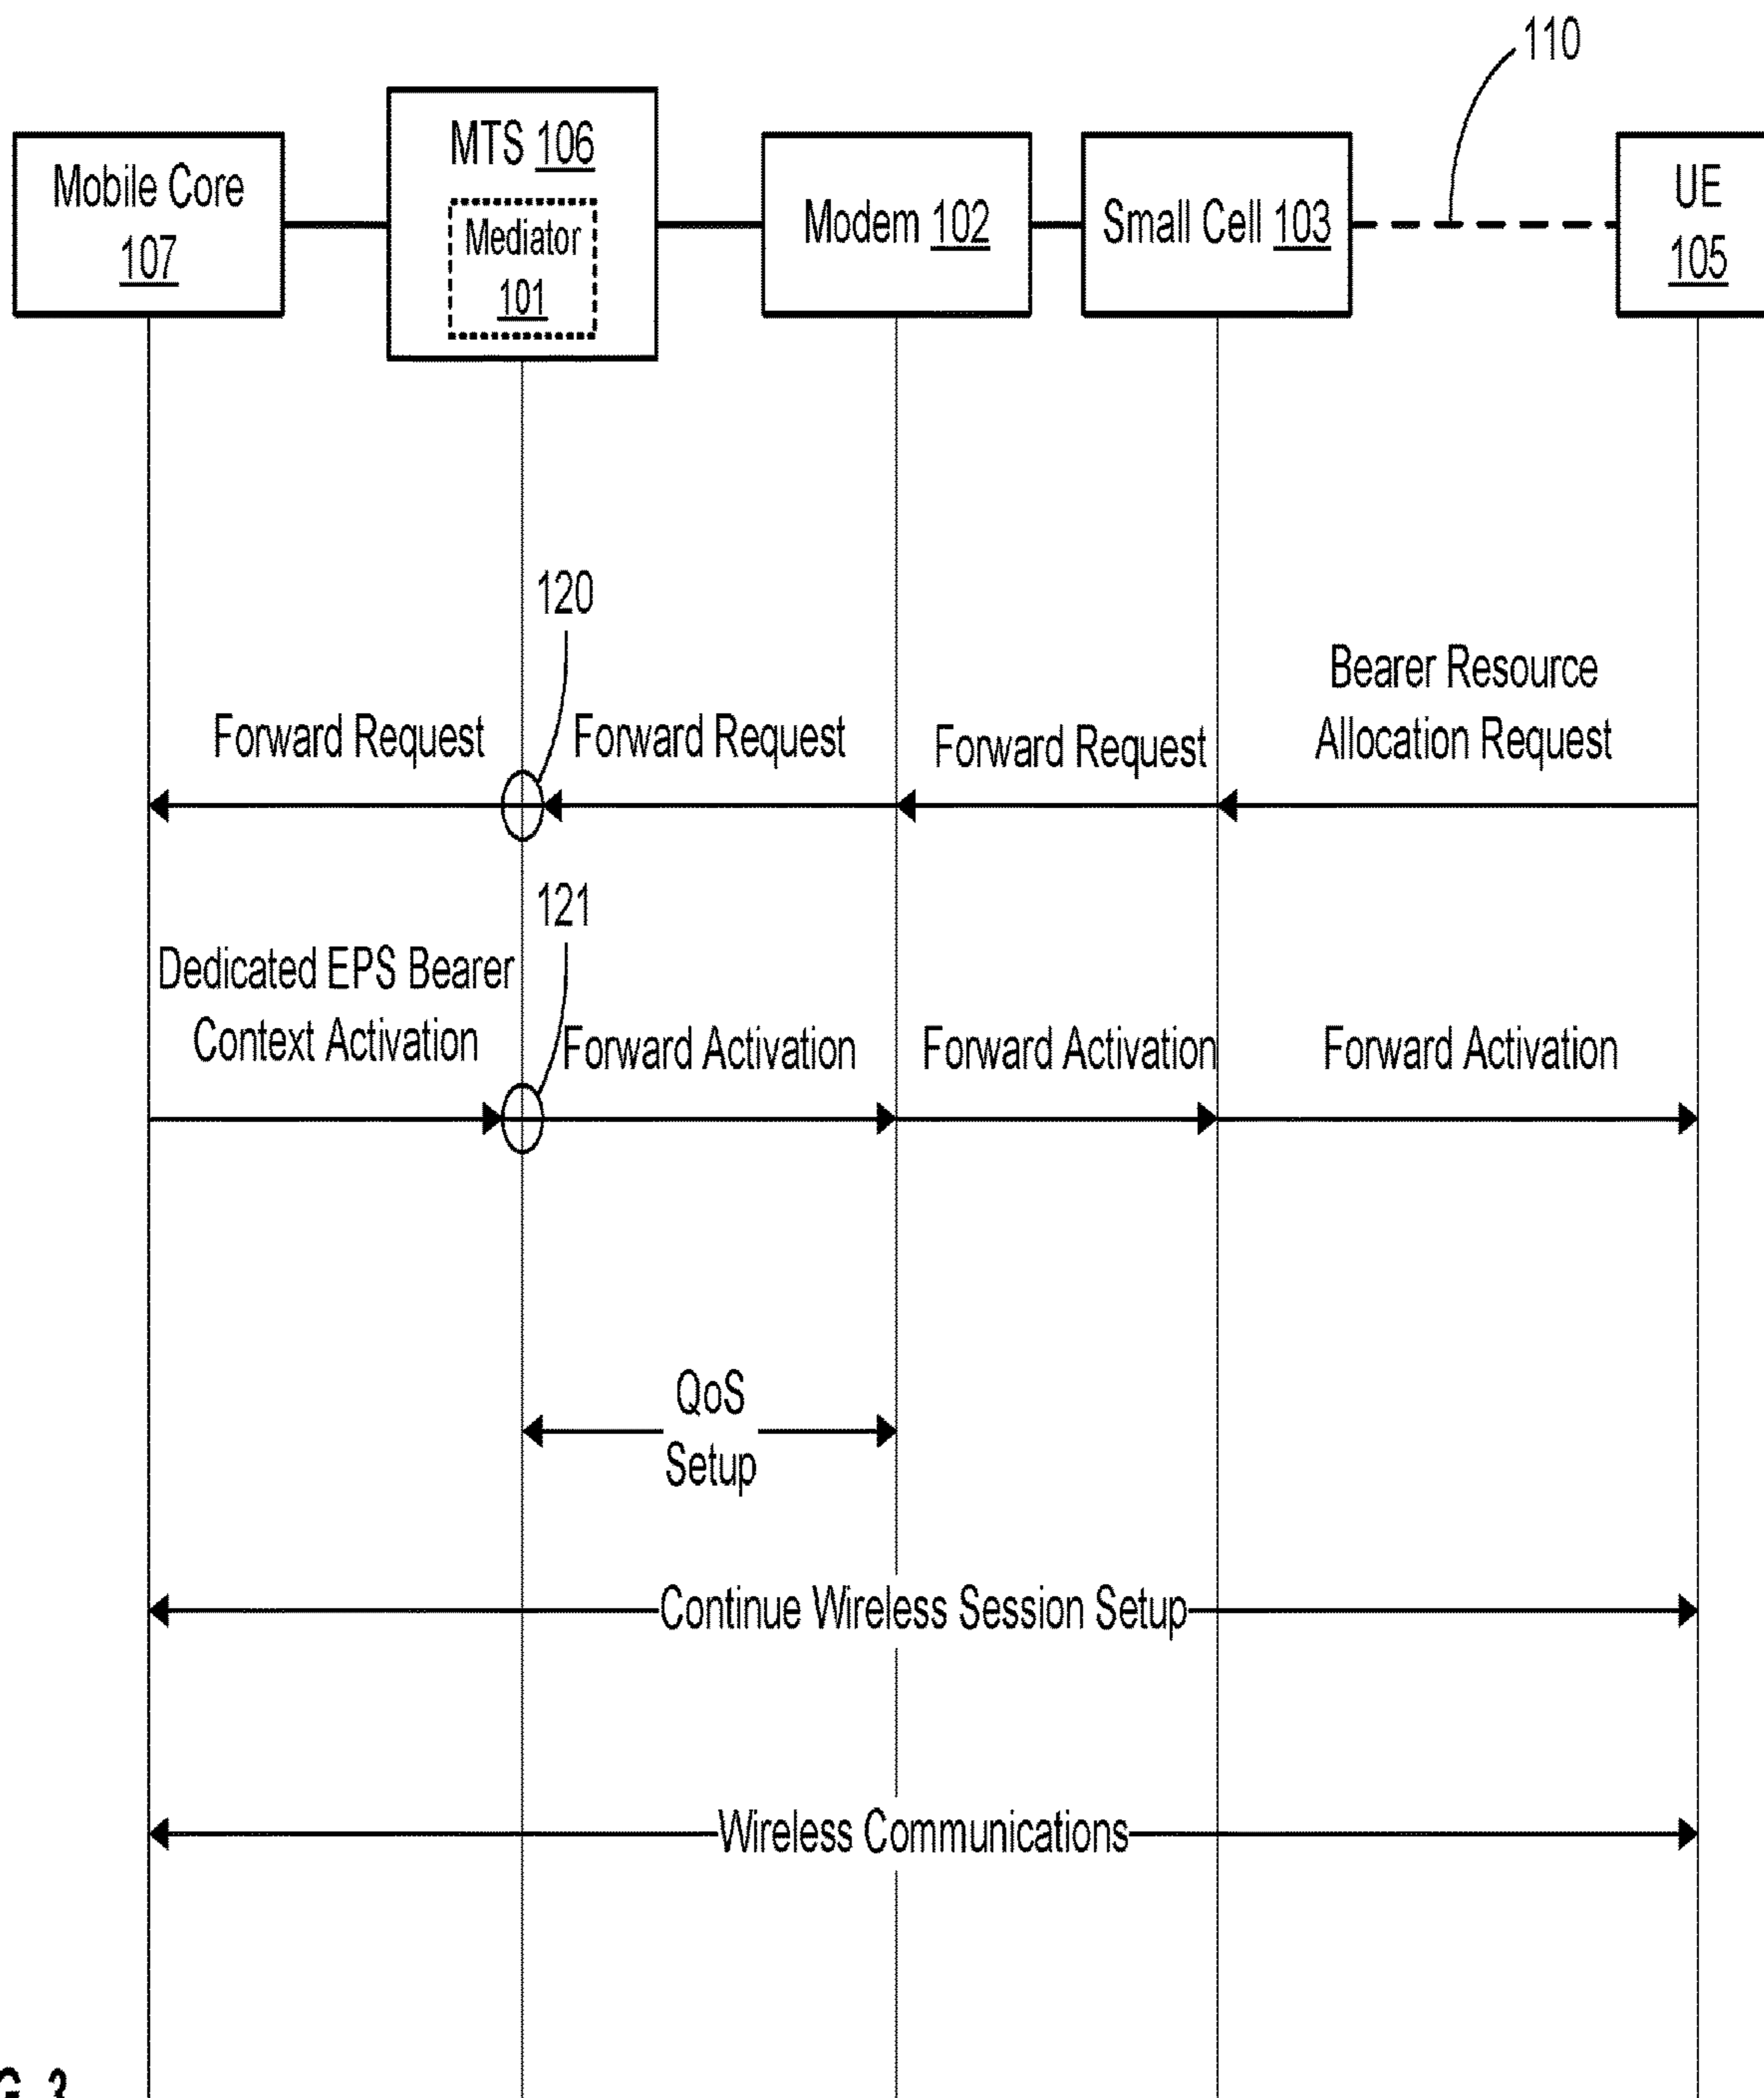 110
Mobile Core
107
MTS 106
Mediator
101
Modem 102
Small Cell 103
UE
105
120
Bearer Resource
Allocation Request
Forward Request
Forward Request
Forward Request
121
Dedicated EPS Bearer
Context Activation
Forward Activation
Forward Activation
Forward Activation
QoS
Setup
Continue Wireless Session Setup
Wireless Communications
G. 3